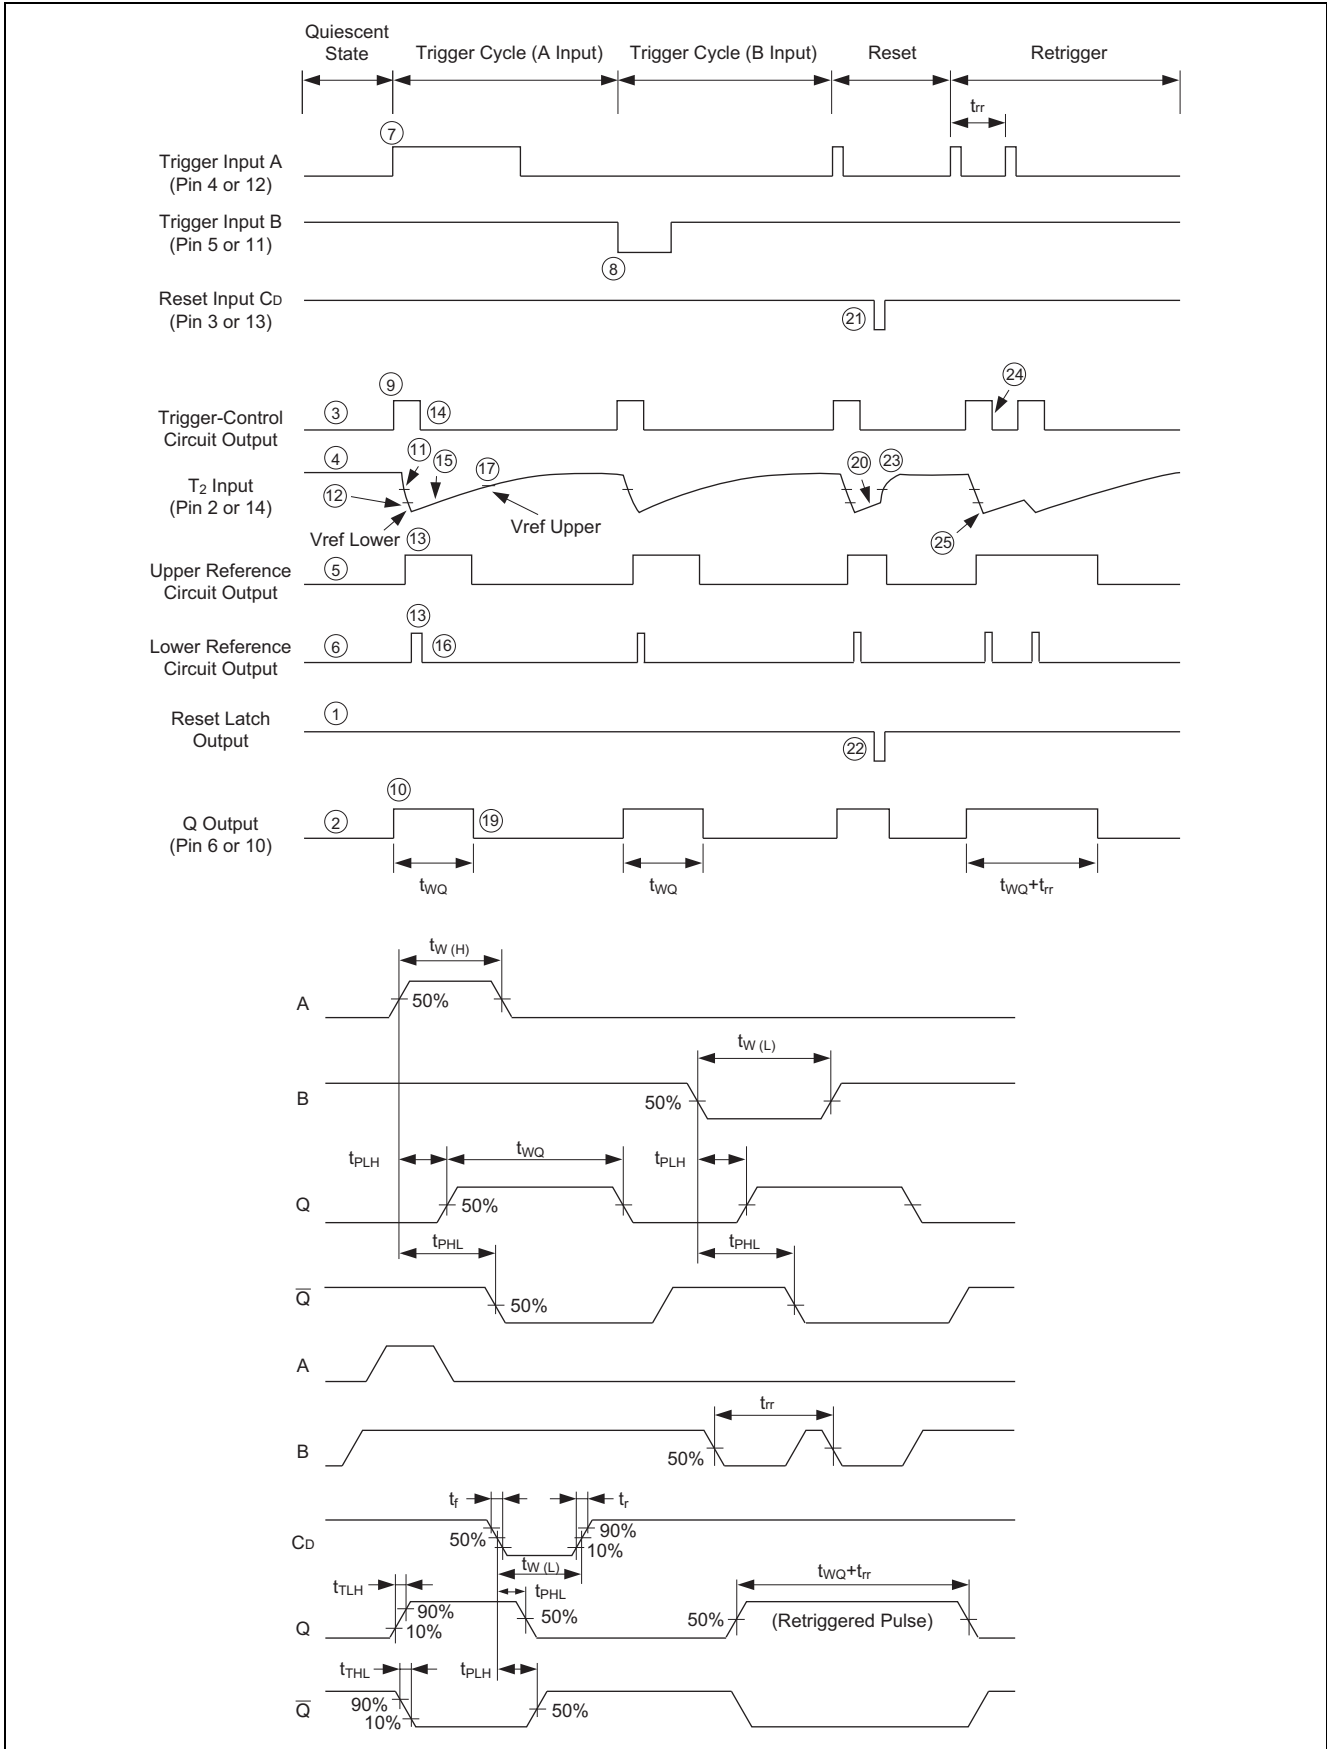 Quiescent
State
Trigger Cycle (A Input)
Trigger Cycle (B Input)
Reset
Retrigger
trr
7
Trigger Input A
(Pin 4 or 12)
Trigger Input B
(Pin 5 or 11)
8
Reset Input CD
(Pin 3 or 13)
21
24
9
3
14
Trigger-Control
Circuit Output
4
11
15
17
20
23
T2 Input
(Pin 2 or 14)
12
Vref Lower
13
Vref Upper
25
Upper Reference
Circuit Output
5
13
Lower Reference
Circuit Output
6
16
1
Reset Latch
Output
22
10
Q Output
(Pin 6 or 10)
2
19
tWQ
tWQ
tWQ+trr
tW (H)
A
50%
tW (L)
B
50%
tPLH
tWQ
tPLH
Q
50%
tPHL
tPHL
Q
50%
A
trr
B
50%
tf
tr
CD
50%
90%
10%
tW (L)
tWQ+trr
tTLH
tPHL
Q
90%
10%
50%
50%
(Retriggered Pulse)
tTHL
tPLH
Q
90%
10%
50%